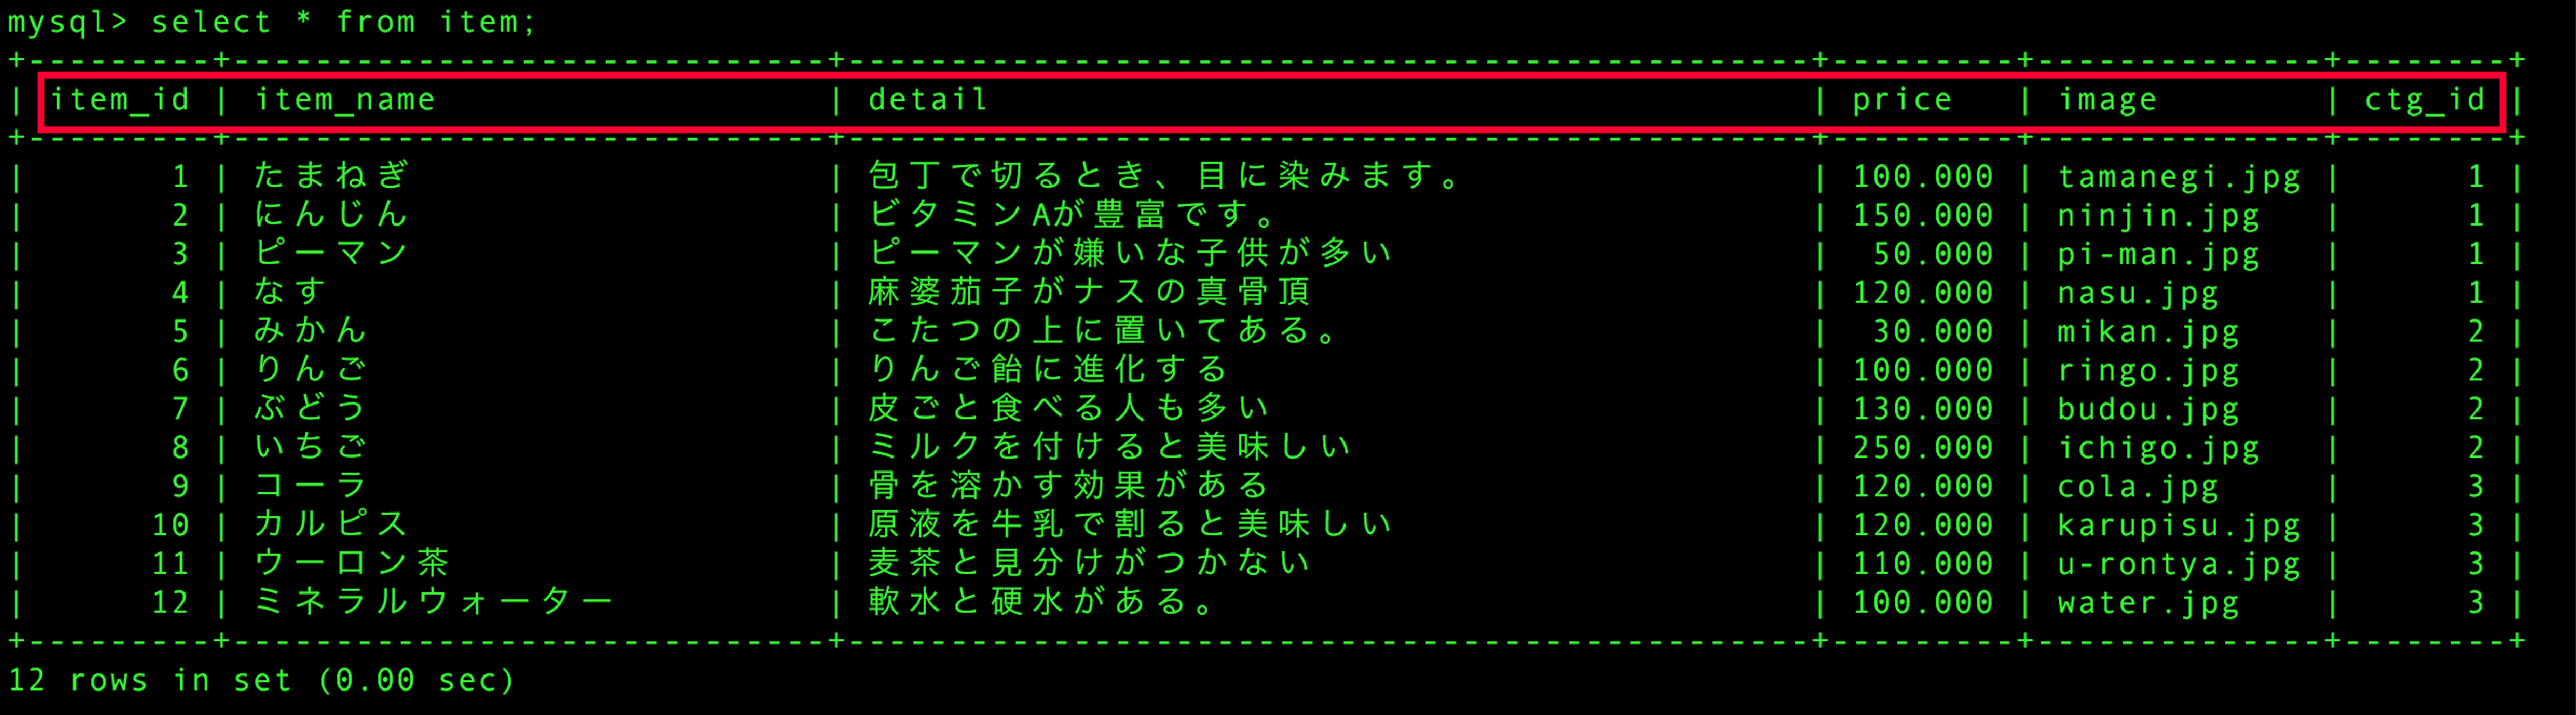 mysql> select * from item;
+---------+-----------------------------+-----------------------------------------------+---------+--------------+--------+
| item_id | item_name | detail | price | image | ctg_id |
+---------+-----------------------------+-----------------------------------------------+---------+--------------+--------+
| 1 | たまねぎ | 包丁で切るとき、目に染みます。 | 100.000 | tamanegi.jpg | 1 |
| 2 | にんじん | ビタミンAが豊富です。 | 150.000 | ninjin.jpg | 1 |
| 3 | ピーマン | ピーマンが嫌いな子供が多い | 50.000 | pi-man.jpg | 1 |
| 4 | なす | 麻婆茄子がナスの真骨頂 | 120.000 | nasu.jpg | 1 |
| 5 | みかん | こたつの上に置いてある。 | 30.000 | mikan.jpg | 2 |
| 6 | りんご | りんご飴に進化する | 100.000 | ringo.jpg | 2 |
| 7 | ぶどう | 皮ごと食べる人も多い | 130.000 | budou.jpg | 2 |
| 8 | いちご | ミルクを付けると美味しい | 250.000 | ichigo.jpg | 2 |
| 9 | コーラ | 骨を溶かす効果がある | 120.000 | cola.jpg | 3 |
| 10 | カルピス | 原液を牛乳で割ると美味しい | 120.000 | karupisu.jpg | 3 |
| 11 | ウーロン茶 | 麦茶と見分けがつかない | 110.000 | u-rontya.jpg | 3 |
| 12 | ミネラルウォーター | 軟水と硬水がある。 | 100.000 | water.jpg | 3 |
+---------+-----------------------------+-----------------------------------------------+---------+--------------+--------+
12 rows in set (0.00 sec)